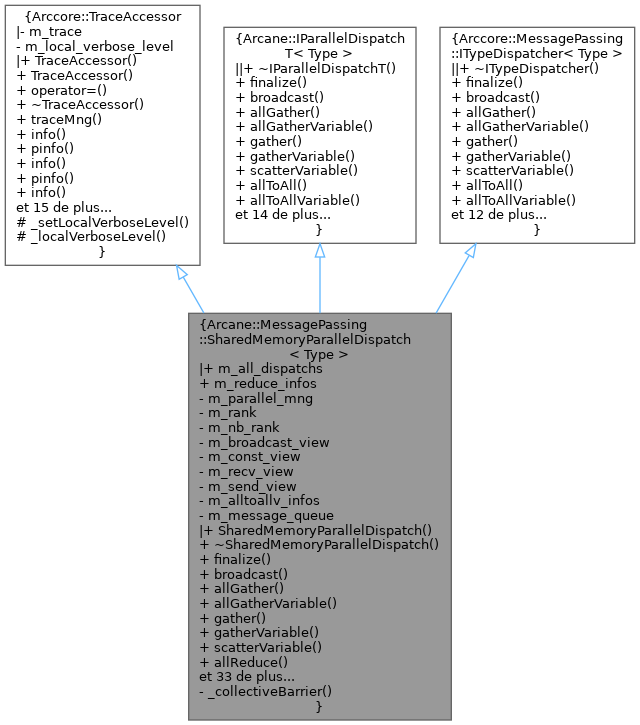 {Arccore::TraceAccessor
|- m_trace
- m_local_verbose_level
|+ TraceAccessor()
+ TraceAccessor()
+ operator=()
+ ~TraceAccessor()
+ traceMng()
+ info()
+ pinfo()
+ info()
+ pinfo()
+ info()
et 15 de plus...
# _setLocalVerboseLevel()
# _localVerboseLevel()
}
{Arcane::IParallelDispatch
T< Type >
||+ ~IParallelDispatchT()
+ finalize()
+ broadcast()
+ allGather()
+ allGatherVariable()
+ gather()
+ gatherVariable()
+ scatterVariable()
+ allToAll()
+ allToAllVariable()
et 14 de plus...
}
{Arccore::MessagePassing
::ITypeDispatcher< Type >
||+ ~ITypeDispatcher()
+ finalize()
+ broadcast()
+ allGather()
+ allGatherVariable()
+ gather()
+ gatherVariable()
+ scatterVariable()
+ allToAll()
+ allToAllVariable()
et 12 de plus...
}
{Arcane::MessagePassing
::SharedMemoryParallelDispatch
< Type >
|+ m_all_dispatchs
+ m_reduce_infos
- m_parallel_mng
- m_rank
- m_nb_rank
- m_broadcast_view
- m_const_view
- m_recv_view
- m_send_view
- m_alltoallv_infos
- m_message_queue
|+ SharedMemoryParallelDispatch()
+ ~SharedMemoryParallelDispatch()
+ finalize()
+ broadcast()
+ allGather()
+ allGatherVariable()
+ gather()
+ gatherVariable()
+ scatterVariable()
+ allReduce()
et 33 de plus...
- _collectiveBarrier()
}